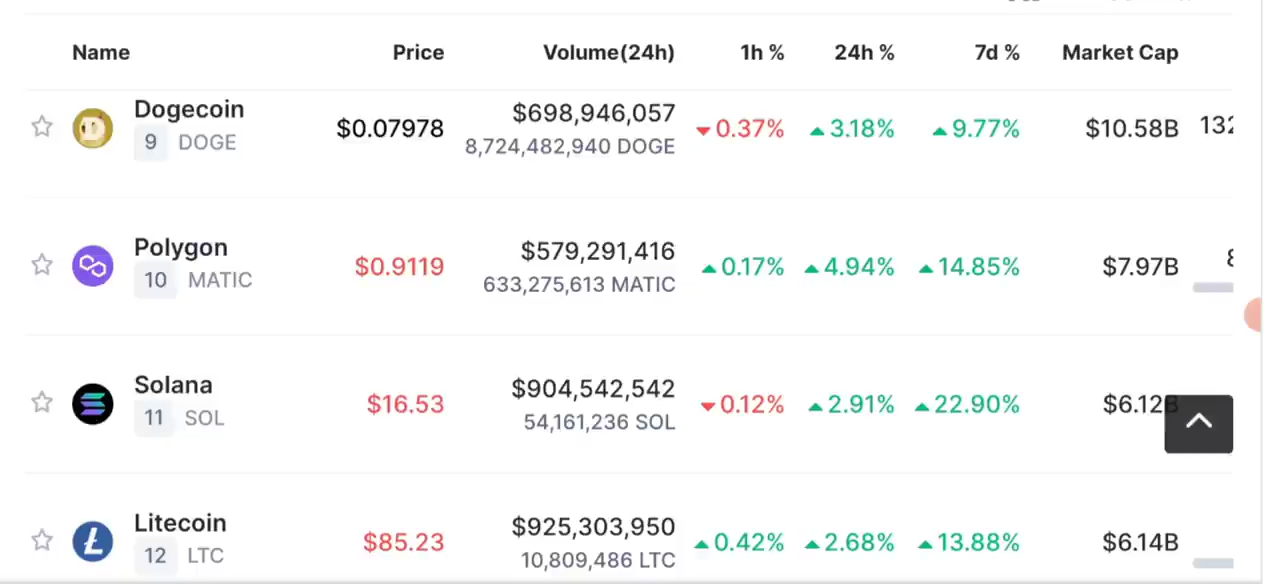 Name Price Volume(24h) 1h % 24h % 7d % Market Cap
Dogecoin
9 DOGE
$0.07978
$698,946,057
8,724,482,940 DOGE
0.37% 3.18% 9.77% $10.58B 132
Polygon
10 MATIC
$0.9119
$579,291,416
633,275,613 MATIC
0.17% 4.94% 14.85% $7.97B
Solana
11 SOL
$16.53
$904,542,542
54,161,236 SOL
0.12% 2.91% 22.90% $6.12B
Litecoin
12 LTC
$85.23
$925,303,950
10,809,486 LTC
0.42% 2.68% 13.88% $6.14B